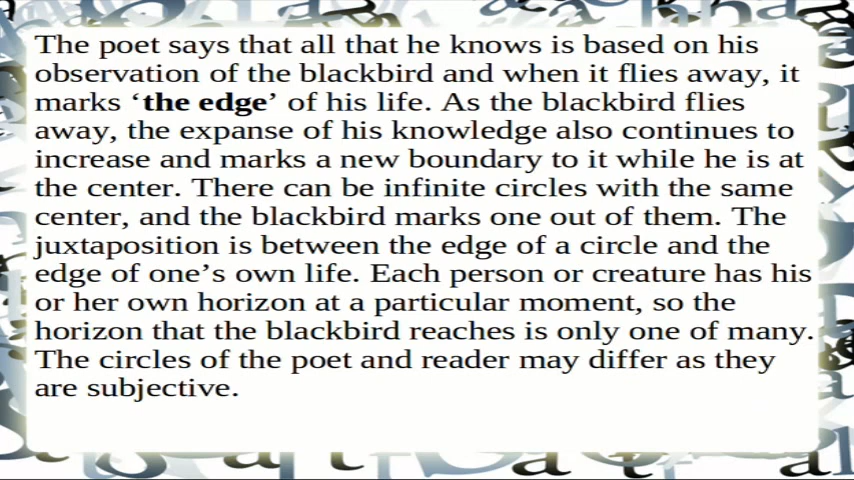 The poet says that all that he knows is based on his
observation of the blackbird and when it flies away, it
marks ‘the edge’ of his life. As the blackbird flies
away, the expanse of his knowledge also continues to
increase and marks a new boundary to it while he is at
the center. There can be infinite circles with the same
center, and the blackbird marks one out of them. The
juxtaposition is between the edge of a circle and the
edge of one’s own life. Each person or creature has his
or her own horizon at a particular moment, so the
horizon that the blackbird reaches is only one of many.
The circles of the poet and reader may differ as they
are subjective.